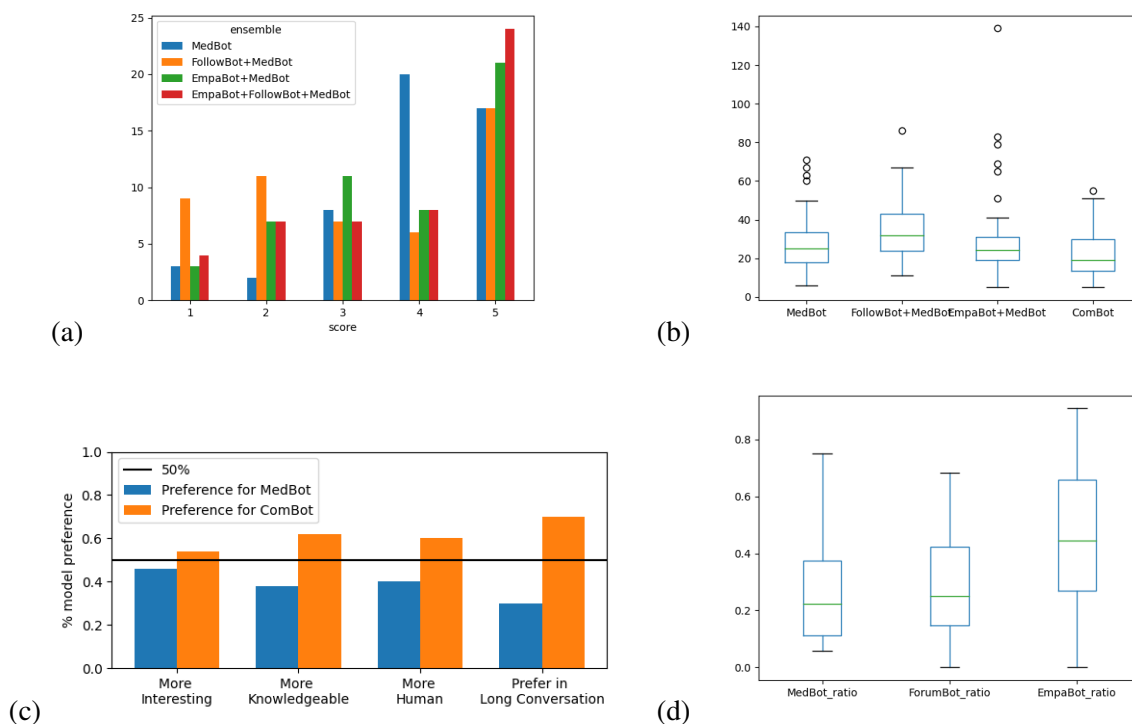 25
20
15
10
5
0
ensemble
MedBot
FollowBot+MedBot
EmpaBot+MedBot
EmpaBot+FollowBot+MedBot
1 2 3 4 5
score
(a)
140
120
100
80
60
40
20
0
MedBot FollowBot+MedBot EmpaBot+MedBot ComBot
(b)
% model preference
1.0
0.8
0.6
0.4
0.2
0.0
50%
Preference for MedBot
Preference for ComBot
More Interesting
More Knowledgeable
More Human
Prefer in Long Conversation
(c)
0.8
0.6
0.4
0.2
0.0
MedBot_ratio ForumBot_ratio EmpaBot_ratio
(d)